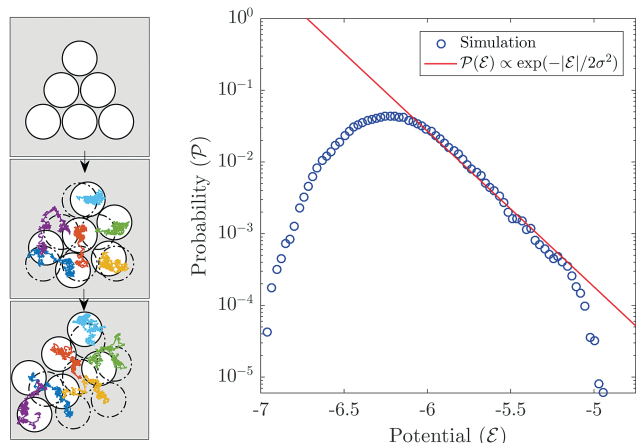 10⁰
10⁻¹
10⁻²
10⁻³
10⁻⁴
10⁻⁵
Probability (𝒫)
Simulation
𝒫(ℰ) ∝ exp(−|ℰ|/2σ²)
-7
-6.5
-6
-5.5
-5
Potential (ℰ)